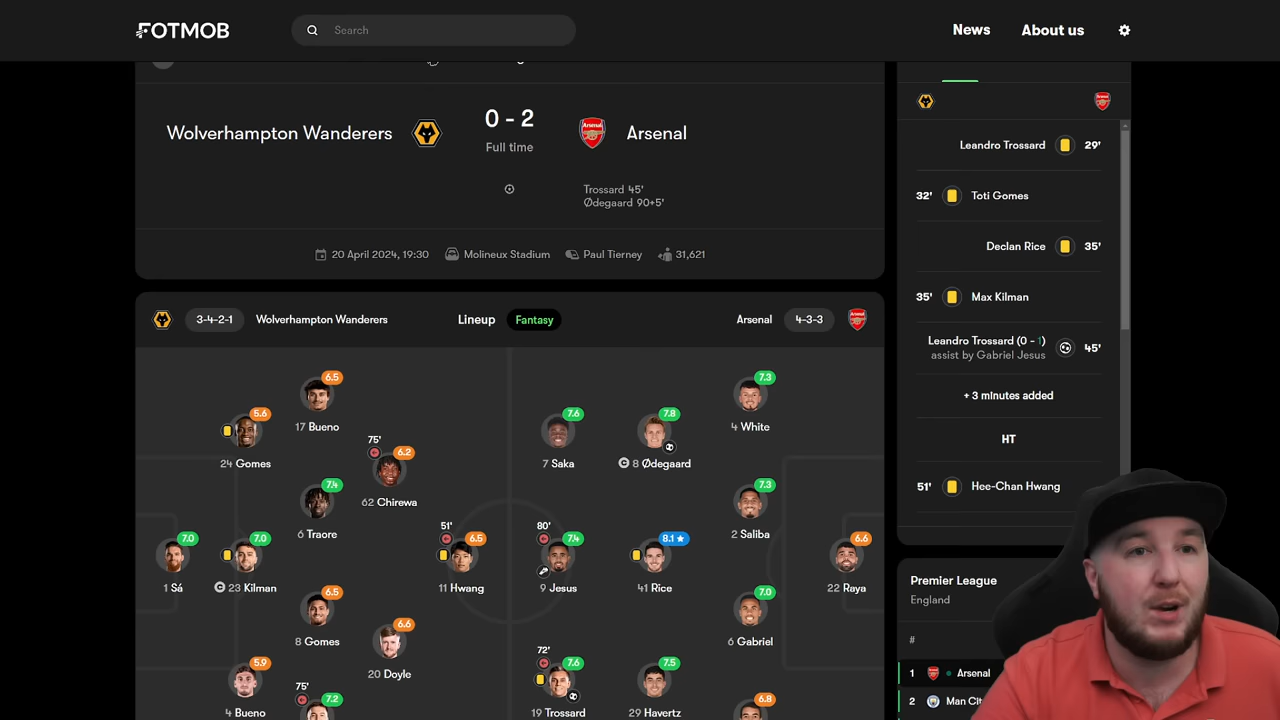 FOTMOB
Search
News
About us
Wolverhampton Wanderers
0 - 2
Arsenal
Full time
Trossard 45'
Ødegaard 90+5'
20 April 2024, 19:30
Molineux Stadium
Paul Tierney
31,621
3-4-2-1
Wolverhampton Wanderers
Lineup
Fantasy
Arsenal
4-3-3
6.5
17 Bueno
5.6
24 Gomes
75'
6.2
62 Chirewa
7.4
6 Traore
7.0
1 Sá
7.0
C 23 Kilman
51'
6.5
11 Hwang
6.5
8 Gomes
6.6
20 Doyle
5.9
4 Bueno
75'
7.2
7.3
4 White
7.6
7 Saka
7.8
C 8 Ødegaard
7.3
2 Saliba
80'
7.4
9 Jesus
8.1
41 Rice
6.6
22 Raya
7.0
6 Gabriel
72'
7.6
19 Trossard
7.5
29 Havertz
6.8
Leandro Trossard 29'
32' Toti Gomes
Declan Rice 35'
35' Max Kilman
Leandro Trossard (0 - 1) 45'
assist by Gabriel Jesus
+ 3 minutes added
HT
51' Hee-Chan Hwang
Premier League
England
#
1 Arsenal
2 Man Cit